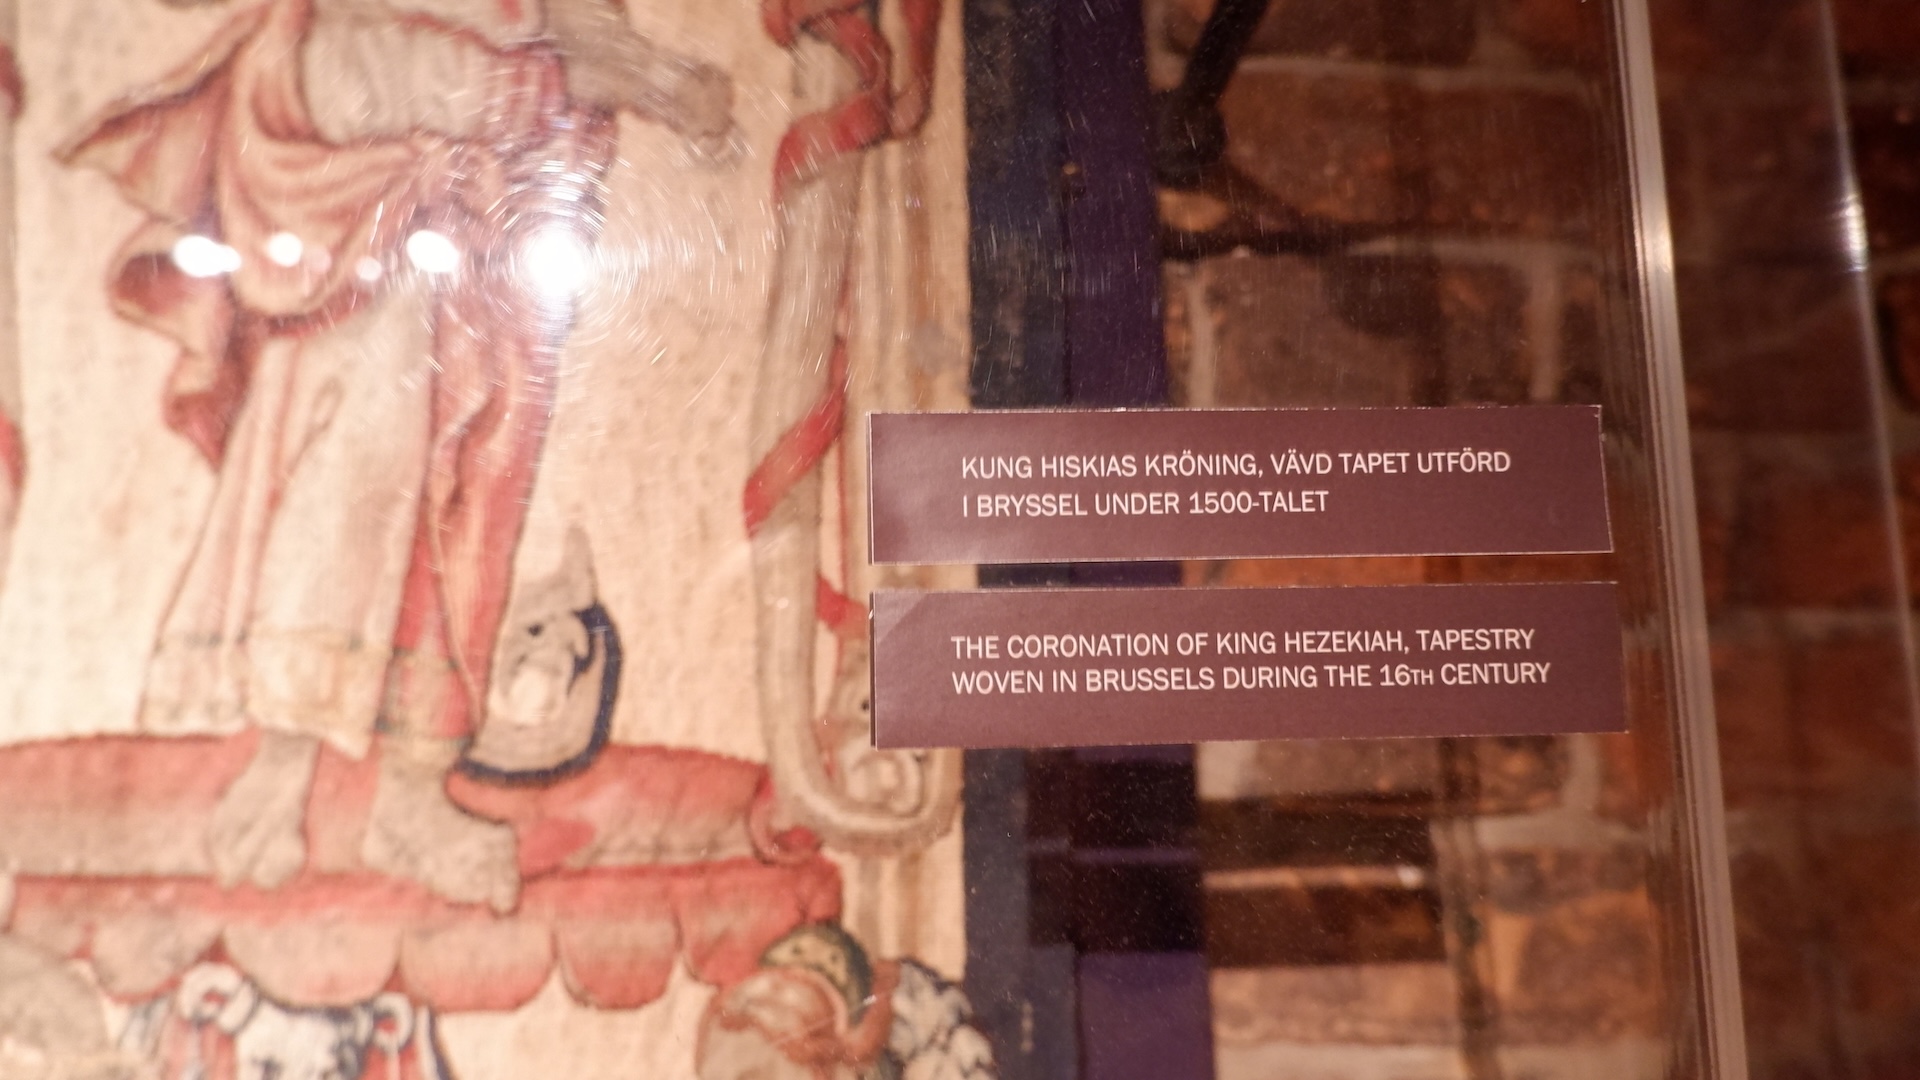 KUNG HISKIAS KRÖNING, VÄVD TAPET UTFÖRD
I BRYSSEL UNDER 1500-TALET
THE CORONATION OF KING HEZEKIAH, TAPESTRY
WOVEN IN BRUSSELS DURING THE 16TH CENTURY